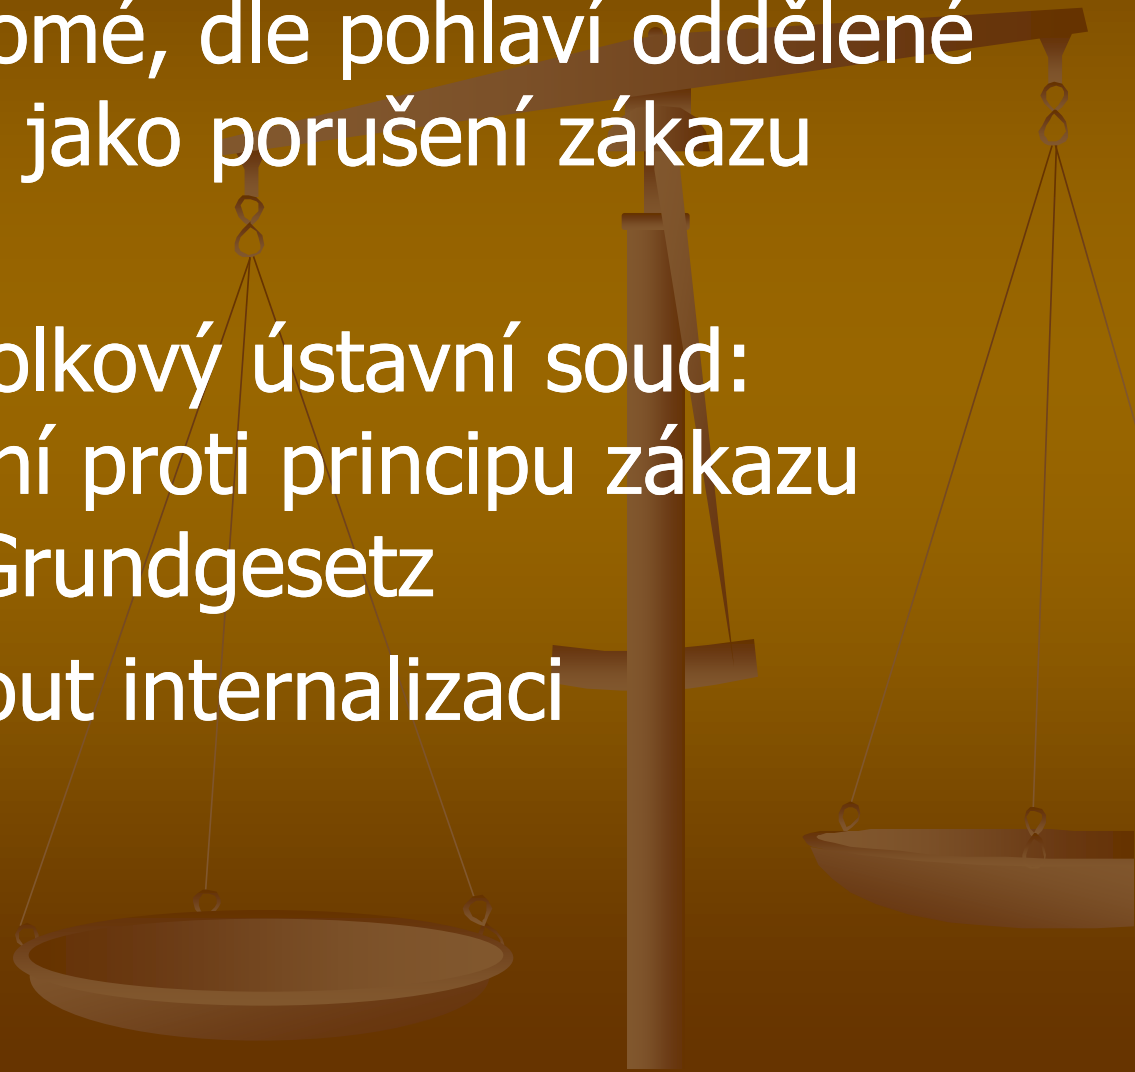 omé, dle pohlaví oddělené
jako porušení zákazu
olkový ústavní soud:
ní proti principu zákazu
Grundgesetz
out internalizaci